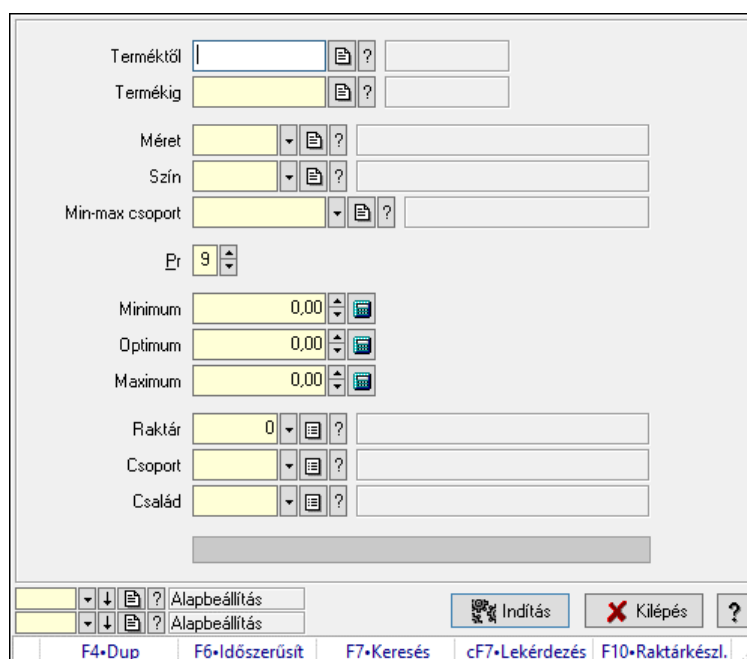 Terméktől ?
Termékig ?
Méret ?
Szín ?
Min-max csoport ?
Pr 9
Minimum 0,00
Optimum 0,00
Maximum 0,00
Raktár 0 ?
Csoport ?
Család ?
? Alapbeállítás
? Alapbeállítás
Indítás Kilépés ?
F4•Dup F6•Időszerűsít F7•Keresés cF7•Lekérdezés F10•Raktárkészl.